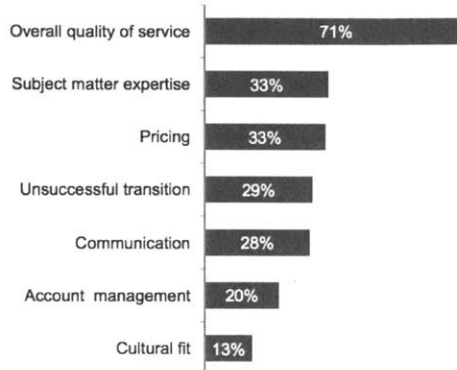 Overall quality of service 71%
Subject matter expertise 33%
Pricing 33%
Unsuccessful transition 29%
Communication 28%
Account management 20%
Cultural fit 13%